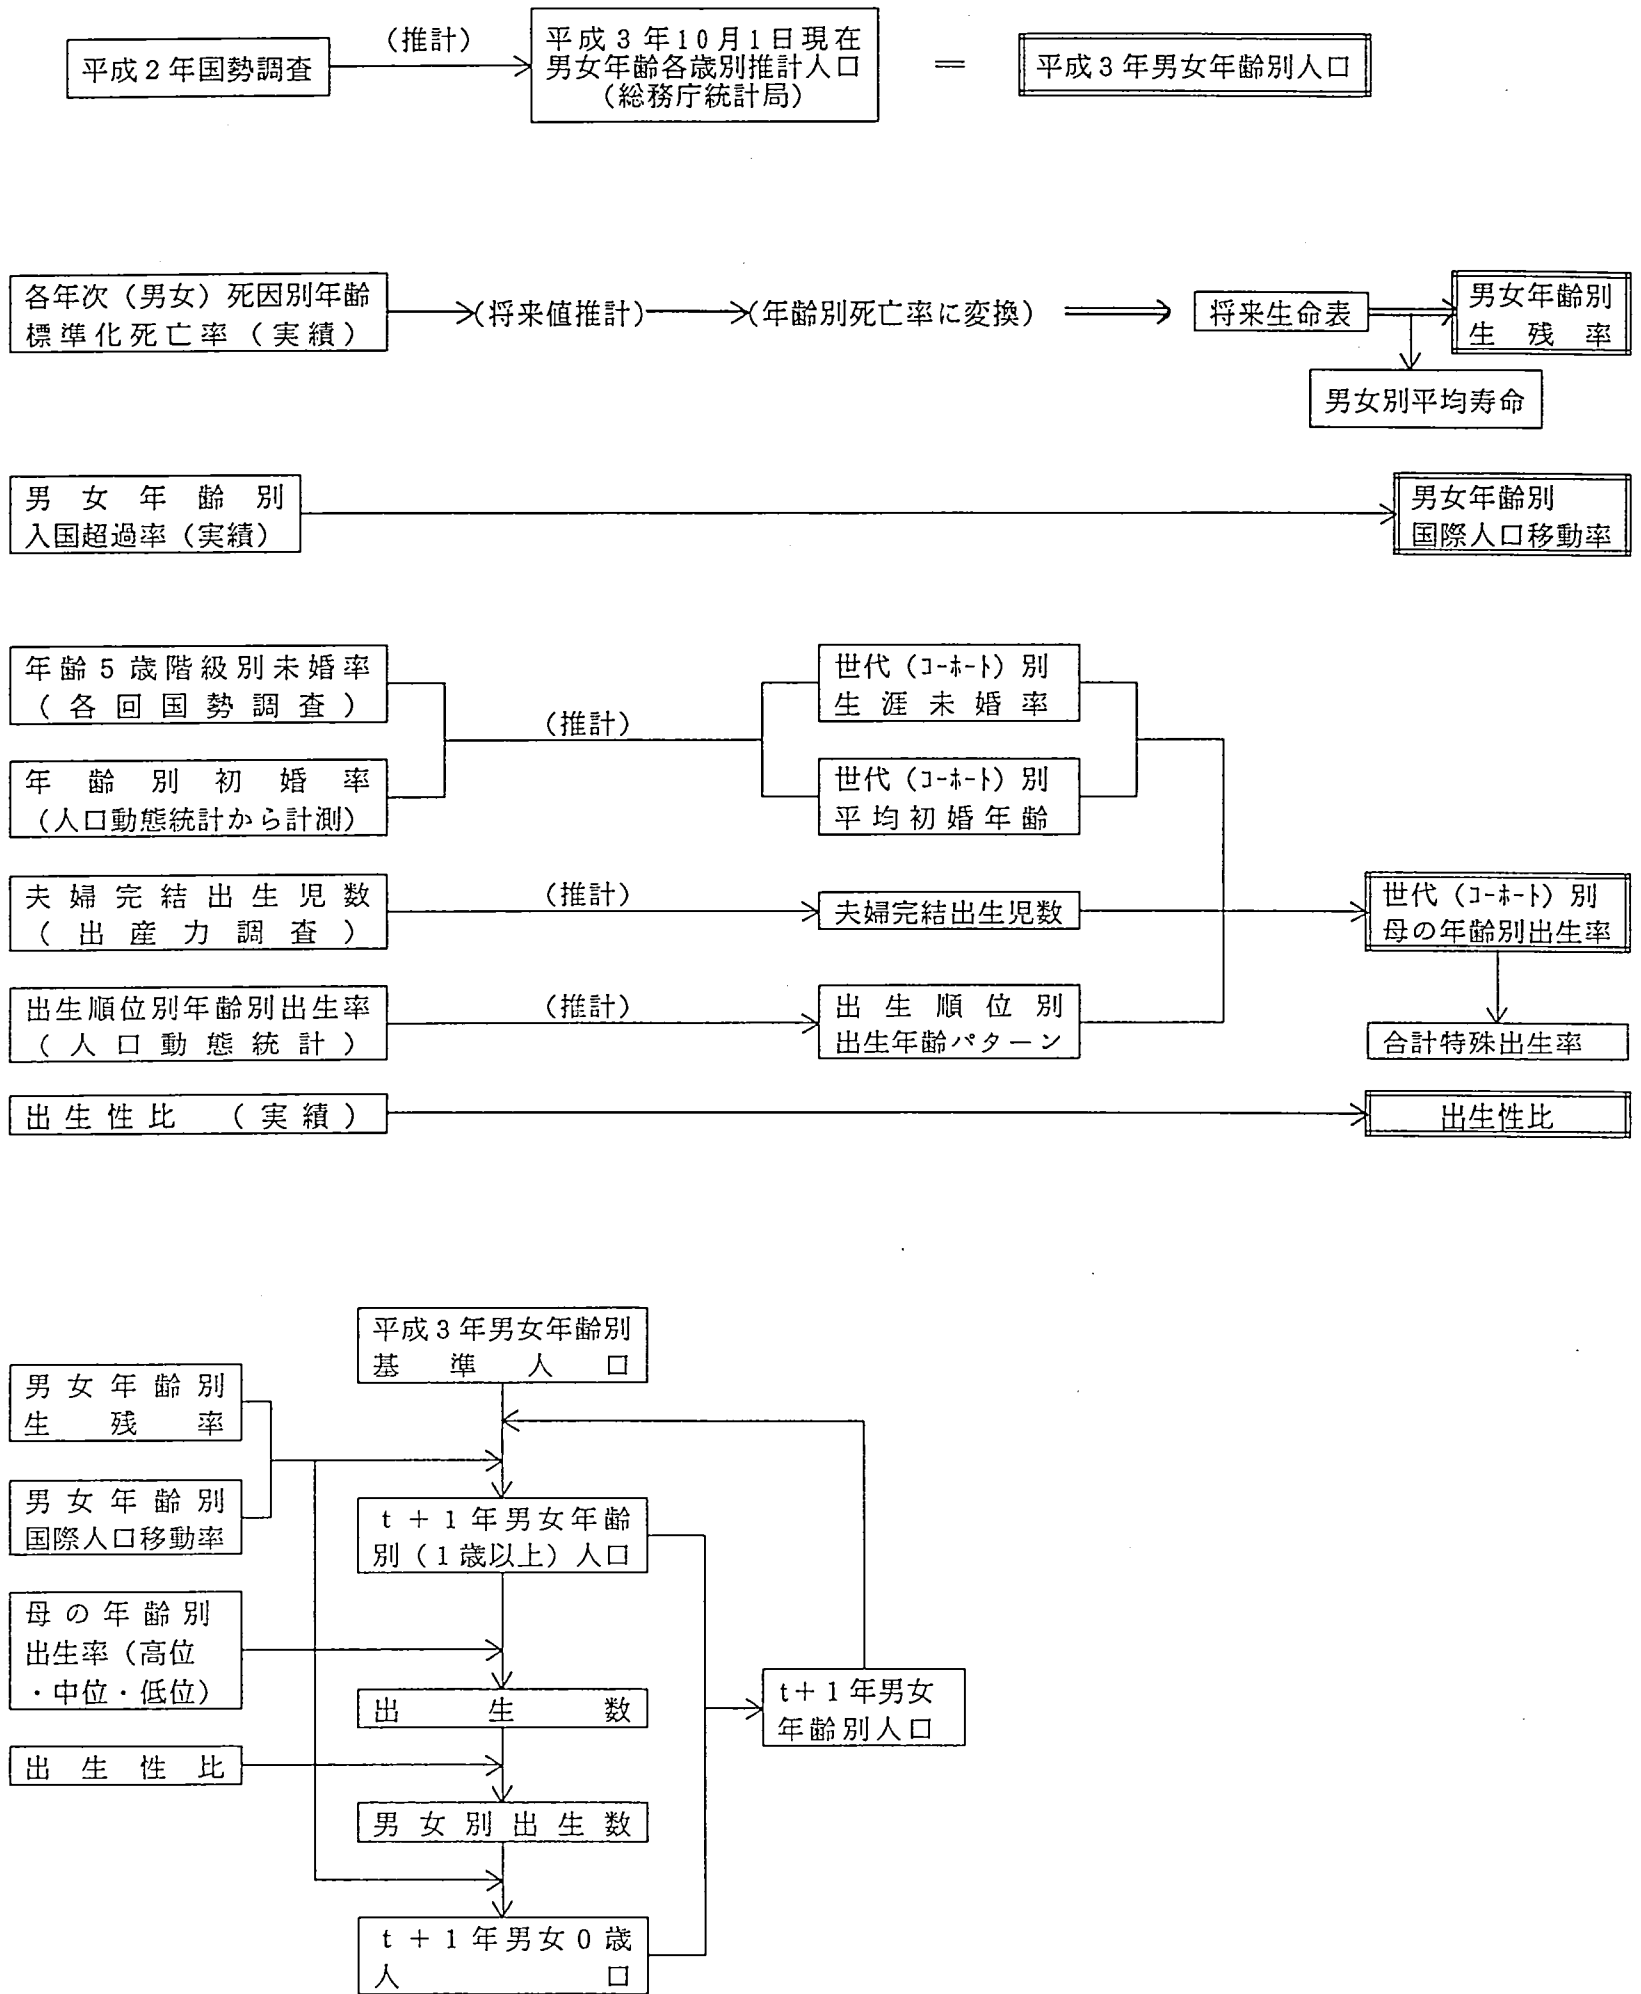 平成2年国勢調査
(推計)
平成3年10月1日現在
男女年齢各歳別推計人口
(総務庁統計局)
=
平成3年男女年齢別人口
各年次(男女)死因別年齢
標準化死亡率(実績)
(将来値推計)
(年齢別死亡率に変換)
将来生命表
男女年齢別
生残率
男女別平均寿命
男女年齢別
入国超過率(実績)
男女年齢別
国際人口移動率
年齢5歳階級別未婚率
(各回国勢調査)
年齢別初婚率
(人口動態統計から計測)
(推計)
世代(コーホート)別
生涯未婚率
世代(コーホート)別
平均初婚年齢
夫婦完結出生児数
(出産力調査)
(推計)
夫婦完結出生児数
世代(コーホート)別
母の年齢別出生率
出生順位別年齢別出生率
(人口動態統計)
(推計)
出生順位別
出生年齢パターン
合計特殊出生率
出生性比 (実績)
出生性比
平成3年男女年齢別
基準人口
男女年齢別
生残率
男女年齢別
国際人口移動率
t+1年男女年齢
別(1歳以上)人口
母の年齢別
出生率(高位
・中位・低位)
出生数
t+1年男女
年齢別人口
出生性比
男女別出生数
t+1年男女0歳
人口